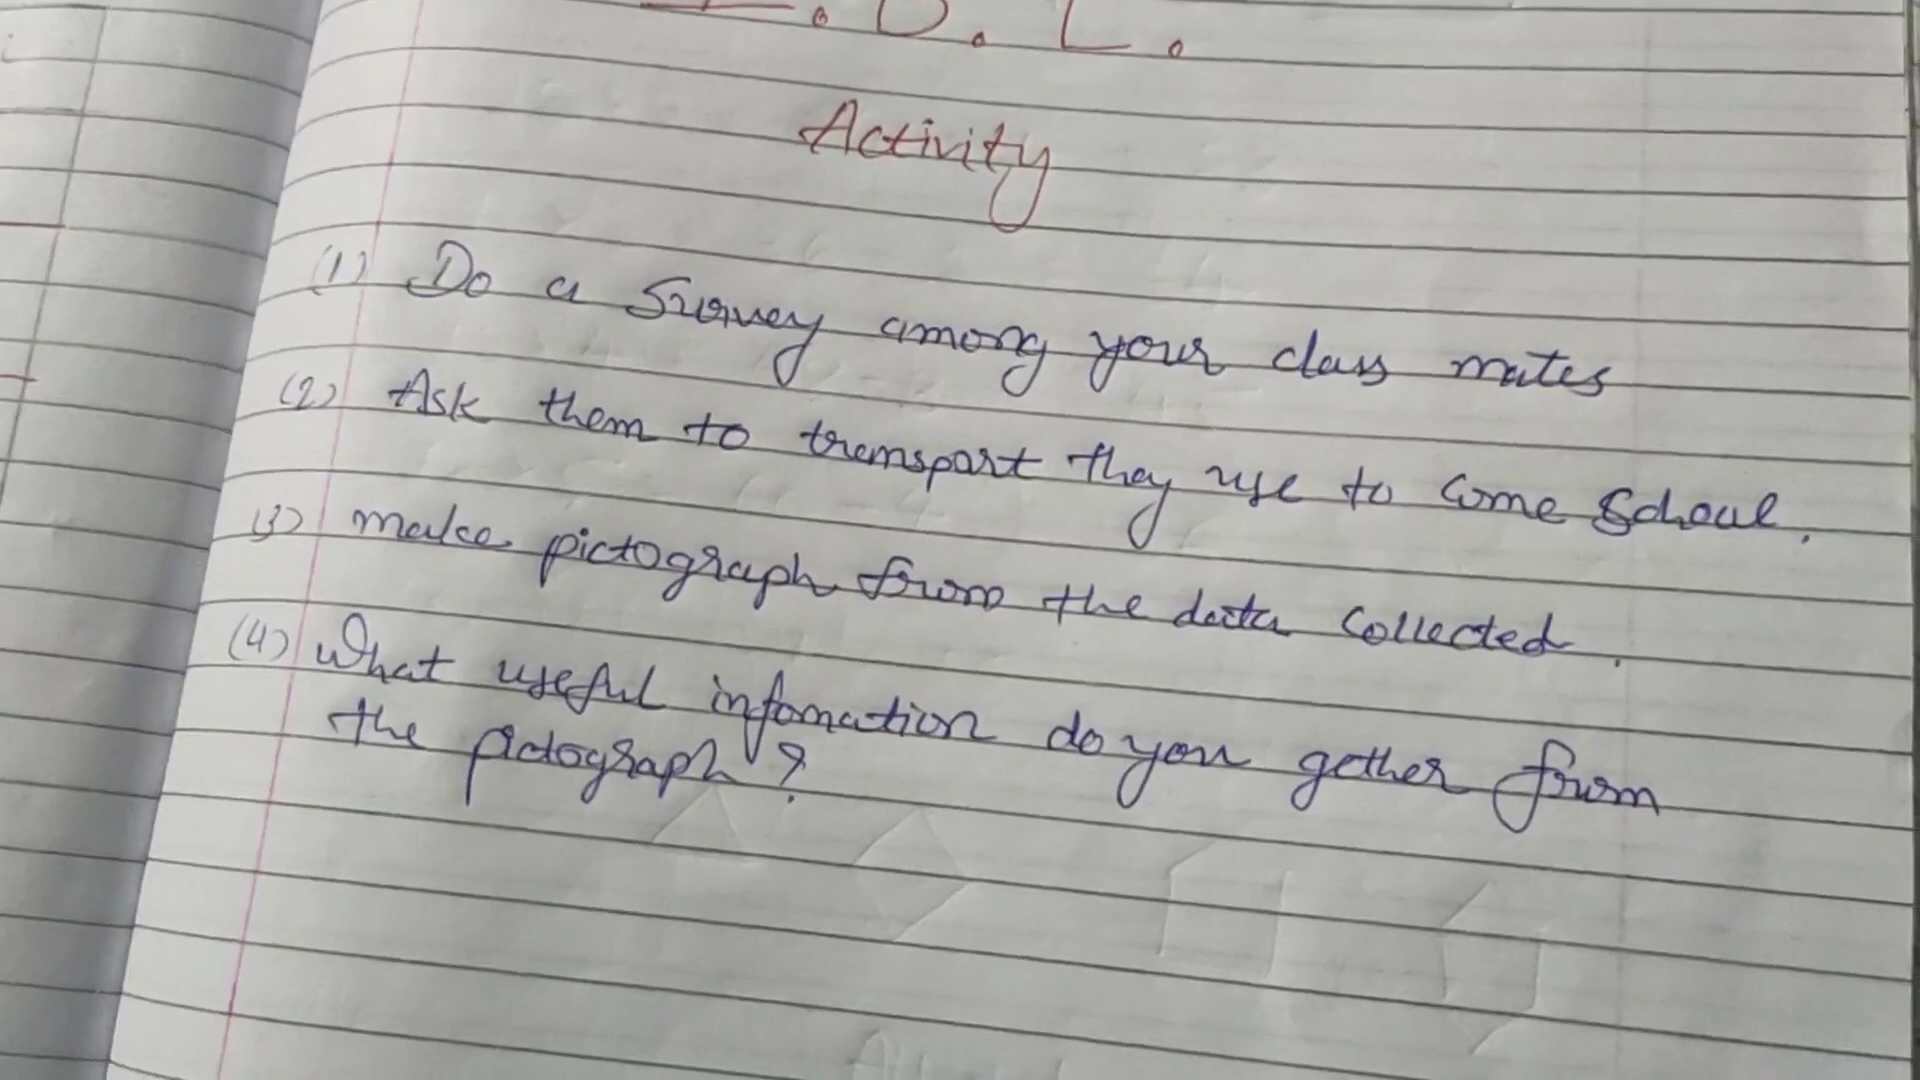 Activity
(1) Do a Survey among your class mates
(2) Ask them to transport they use to come School.
(3) make pictograph from the data collected.
(4) What useful infomation do you gether from
the pictograph?